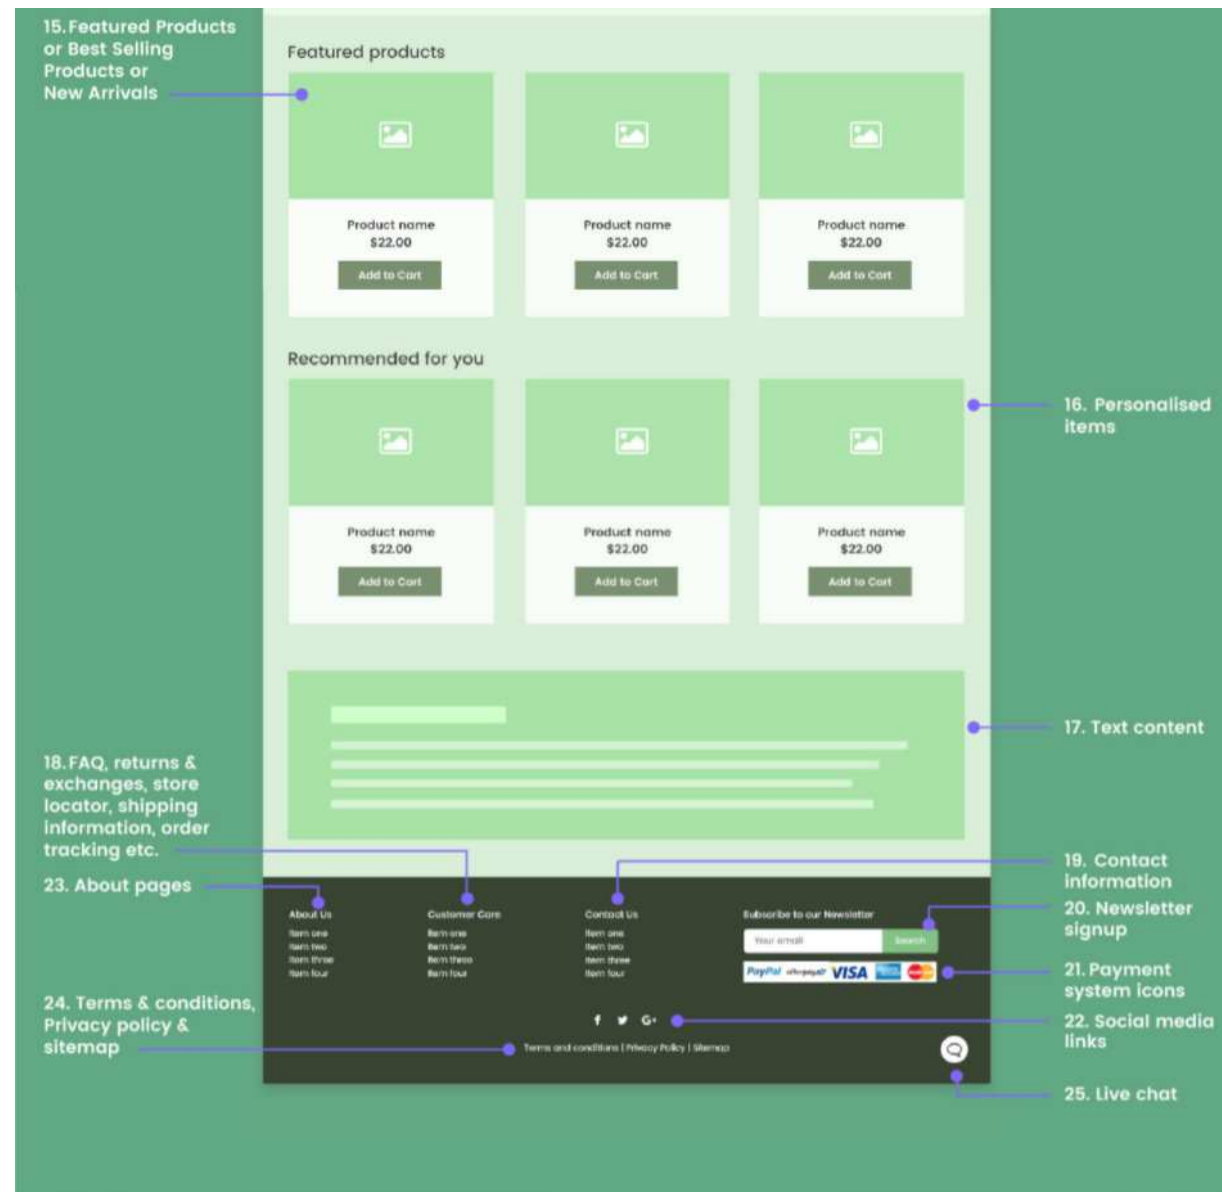 15.Featured Products
or Best Selling
Products or
New Arrivals
Featured products
Product name
$22.00
Add to Cart
Product name
$22.00
Add to Cart
Product name
$22.00
Add to Cart
Recommended for you
16. Personalised
items
Product name
$22.00
Add to Cart
Product name
$22.00
Add to Cart
Product name
$22.00
Add to Cart
17. Text content
18.FAQ, returns &
exchanges, store
locator, shipping
information, order
tracking etc.
23. About pages
19. Contact
information
20. Newsletter
signup
About Us
Item one
Item two
Item three
Item four
Customer Care
Item one
Item two
Item three
Item four
Contact Us
Item one
Item two
Item three
Item four
Subscribe to our Newsletter
Your email
Search
PayPal afterpay VISA
21. Payment
system icons
24. Terms & conditions,
Privacy policy &
sitemap
f G+
22. Social media
links
Terms and conditions | Privacy Policy | Sitemap
25. Live chat